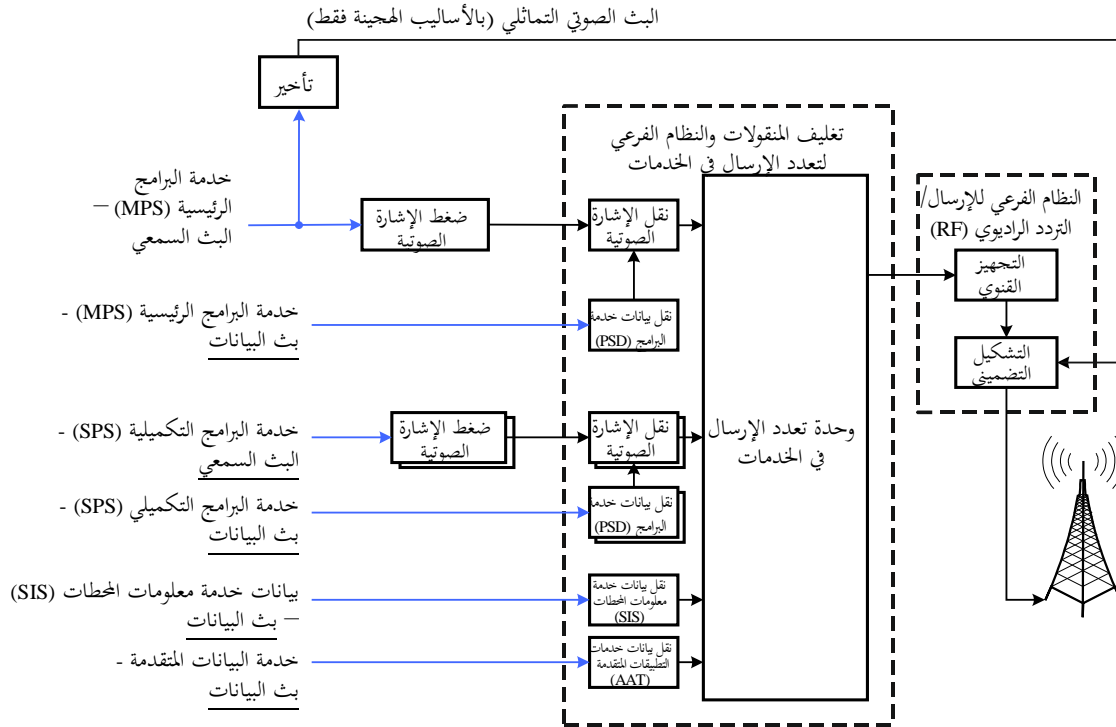 البث الصوتي التماثلي (بالأساليب الهجينة فقط)
تأخير
تغليف المنقولات والنظام الفرعي
لتعدد الإرسال في الخدمات
خدمة البرامج
الرئيسية (MPS) –
البث السمعي
ضغط الإشارة
الصوتية
نقل الإشارة
الصوتية
النظام الفرعي للإرسال/
التردد الراديوي (RF)
التجهيز
القنوي
خدمة البرامج الرئيسية (MPS) -
بث البيانات
نقل بيانات خدمة
البرامج (PSD)
التشكيل
التضميني
خدمة البرامج التكميلية (SPS) -
البث السمعي
ضغط الإشارة
الصوتية
نقل الإشارة
الصوتية
وحدة تعدد الإرسال
في الخدمات
خدمة البرامج التكميلي (SPS) -
بث البيانات
نقل بيانات خدمة
البرامج (PSD)
بيانات خدمة معلومات المحطات (SIS)
– بث البيانات
نقل بيانات خدمة
معلومات المحطات
(SIS)
خدمة البيانات المتقدمة -
بث البيانات
نقل بيانات خدمات
التطبيقات المتقدمة
(AAT)